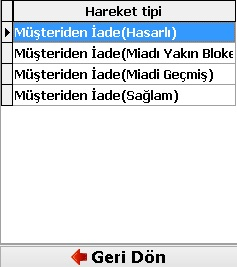 Hareket tipi
Müşteriden İade(Hasarlı)
Müşteriden İade(Miadı Yakın Bloke
Müşteriden İade(Miadi Geçmiş)
Müşteriden İade(Sağlam)
Geri Dön